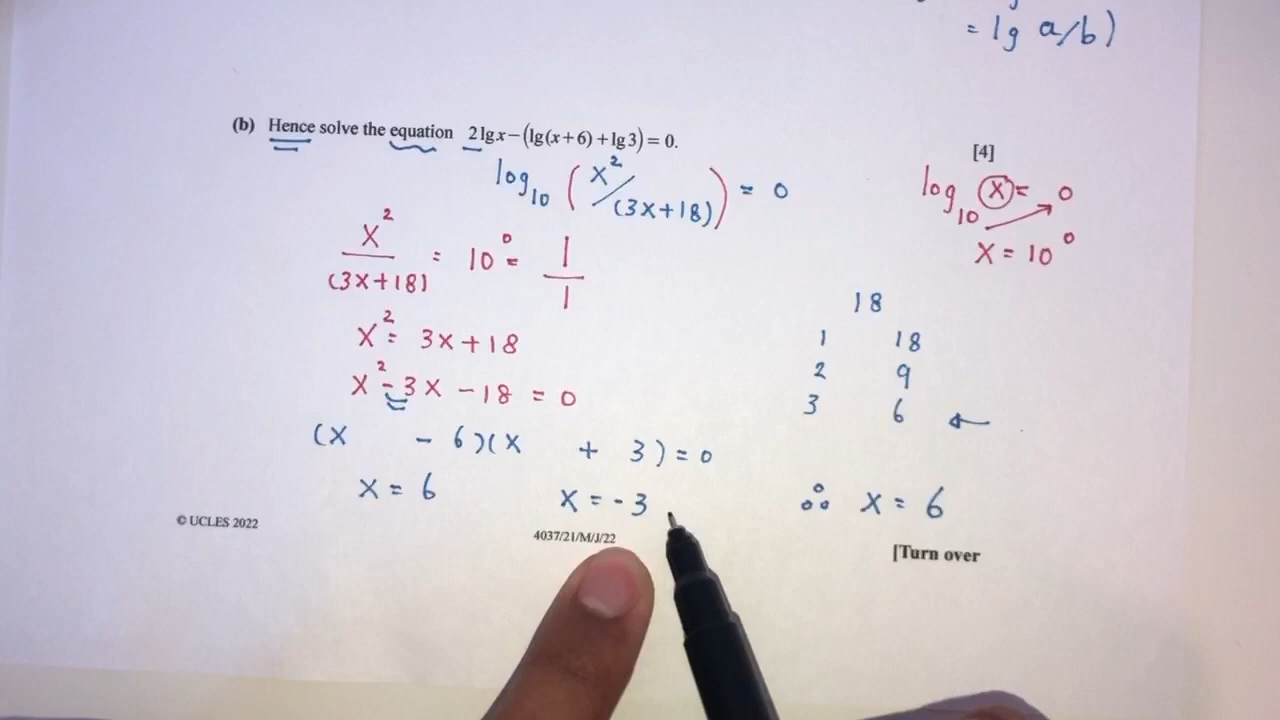 = lg a/b)
(b) Hence solve the equation 2 lg x – (lg(x + 6) + lg 3) = 0.
[4]
log₁₀ (x²/(3x+18)) = 0
log₁₀ x = 0
x = 10⁰
x²/(3x+18) = 10⁰ = 1/1
x² = 3x+18
x² - 3x - 18 = 0
18
1 18
2 9
3 6 ←
(x - 6)(x + 3) = 0
x = 6 x = -3 ∴ x = 6
© UCLES 2022
4037/21/M/J/22
[Turn over